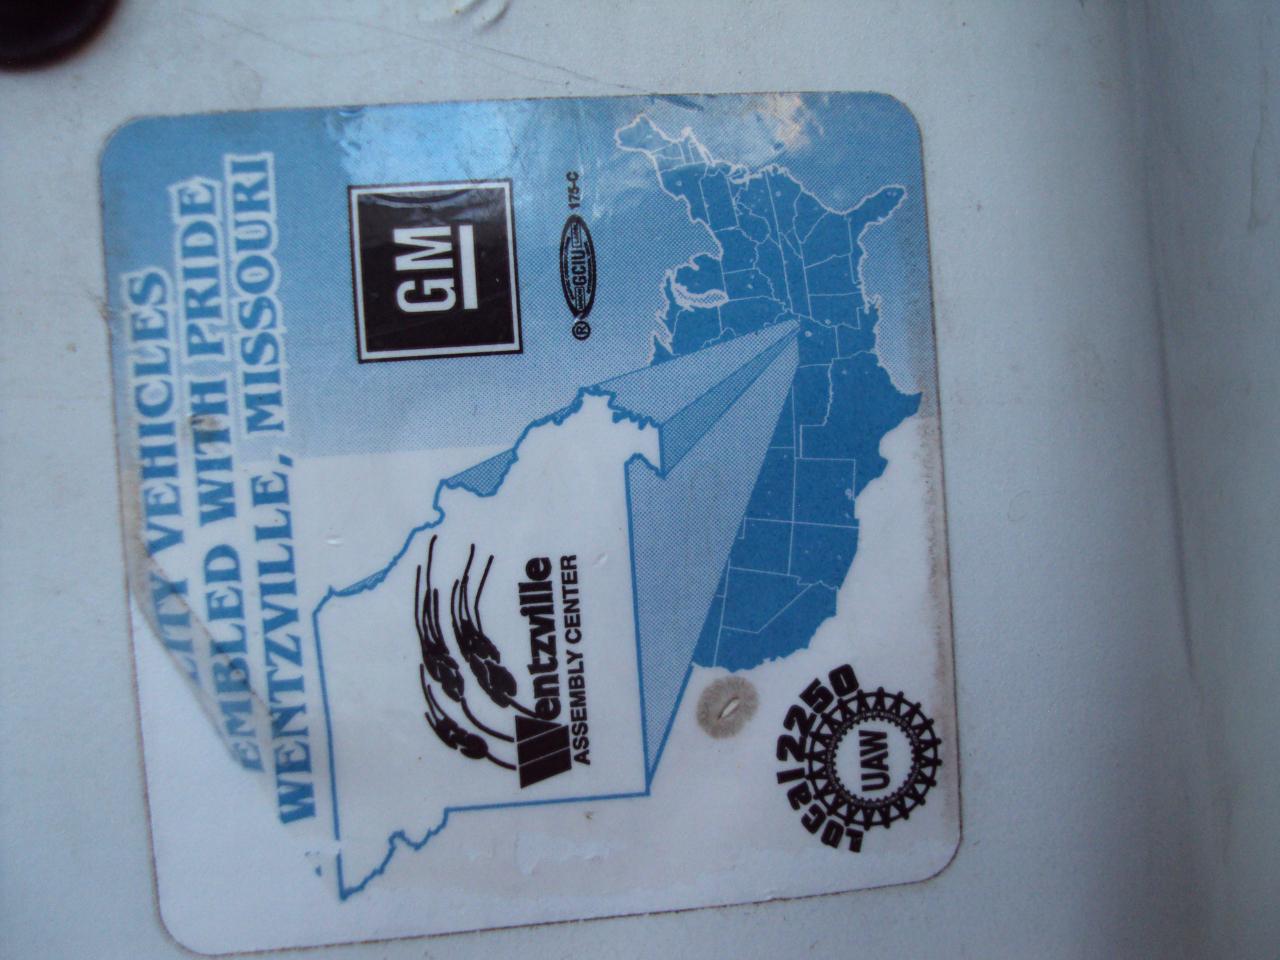 VEHICLES
EMBLED WITH PRIDE
WENTZVILLE, MISSOURI
GM
® GCIU 175-C
Wentzville
ASSEMBLY CENTER
Local 2250
UAW